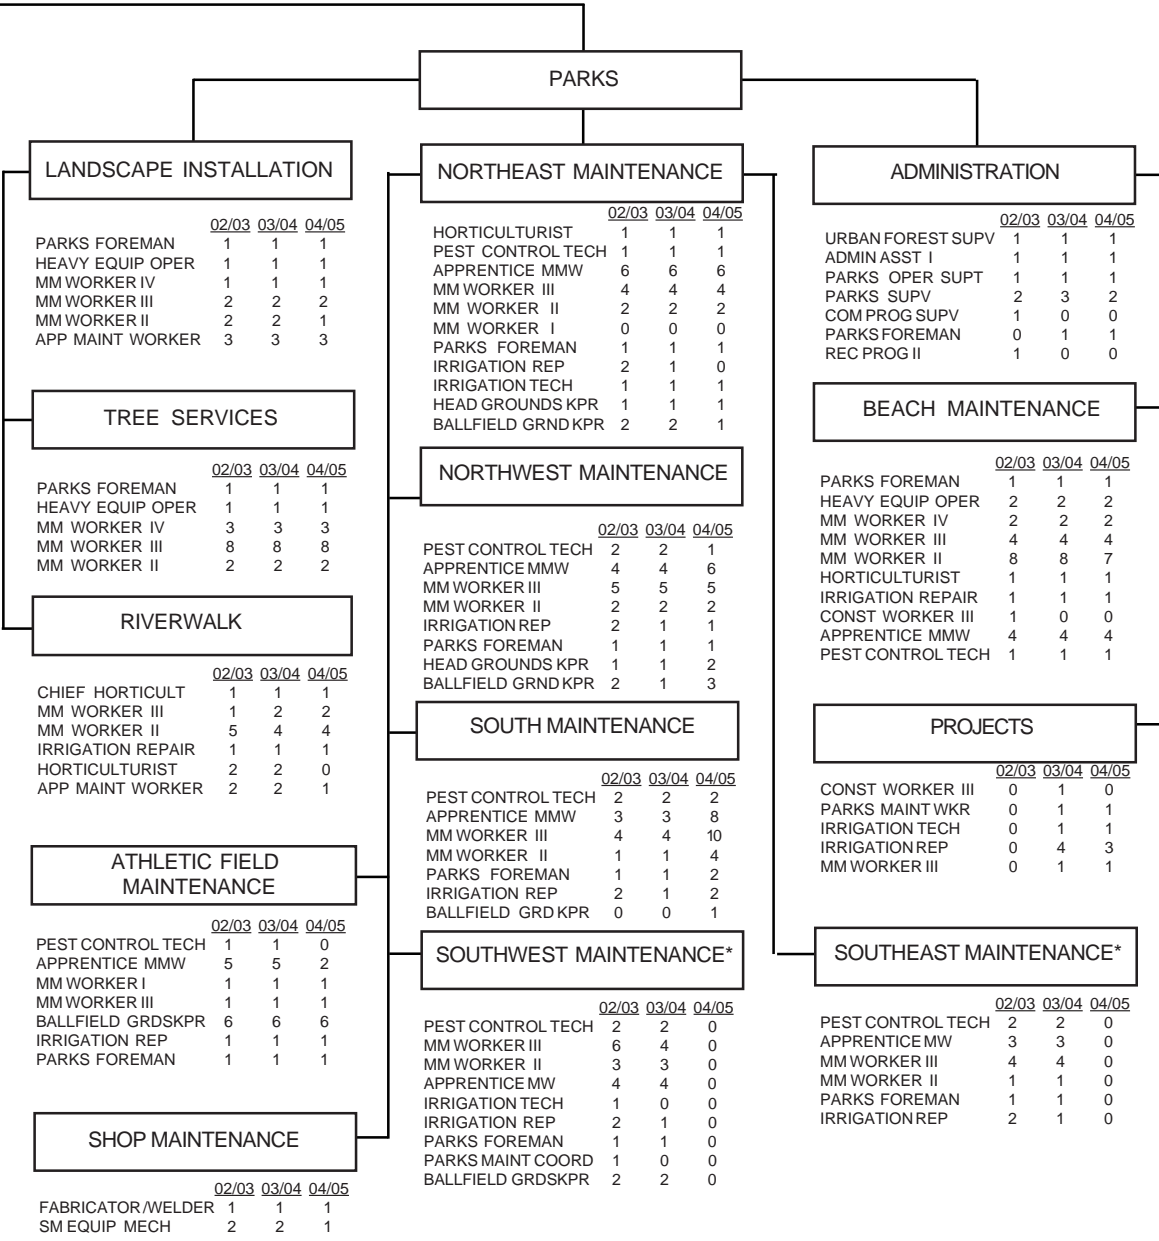 PARKS
LANDSCAPE INSTALLATION
02/03 03/04 04/05
PARKS FOREMAN 1 1 1
HEAVY EQUIP OPER 1 1 1
MM WORKER IV 1 1 1
MM WORKER III 2 2 2
MM WORKER II 2 2 1
APP MAINT WORKER 3 3 3
TREE SERVICES
02/03 03/04 04/05
PARKS FOREMAN 1 1 1
HEAVY EQUIP OPER 1 1 1
MM WORKER IV 3 3 3
MM WORKER III 8 8 8
MM WORKER II 2 2 2
RIVERWALK
02/03 03/04 04/05
CHIEF HORTICULT 1 1 1
MM WORKER III 1 2 2
MM WORKER II 5 4 4
IRRIGATION REPAIR 1 1 1
HORTICULTURIST 2 2 0
APP MAINT WORKER 2 2 1
ATHLETIC FIELD
MAINTENANCE
02/03 03/04 04/05
PEST CONTROL TECH 1 1 0
APPRENTICE MMW 5 5 2
MM WORKER I 1 1 1
MM WORKER III 1 1 1
BALLFIELD GRDSKPR 6 6 6
IRRIGATION REP 1 1 1
PARKS FOREMAN 1 1 1
SHOP MAINTENANCE
02/03 03/04 04/05
FABRICATOR/WELDER 1 1 1
SM EQUIP MECH 2 2 1
NORTHEAST MAINTENANCE
02/03 03/04 04/05
HORTICULTURIST 1 1 1
PEST CONTROL TECH 1 1 1
APPRENTICE MMW 6 6 6
MM WORKER III 4 4 4
MM WORKER II 2 2 2
MM WORKER I 0 0 0
PARKS FOREMAN 1 1 1
IRRIGATION REP 2 1 0
IRRIGATION TECH 1 1 1
HEAD GROUNDS KPR 1 1 1
BALLFIELD GRND KPR 2 2 1
NORTHWEST MAINTENANCE
02/03 03/04 04/05
PEST CONTROL TECH 2 2 1
APPRENTICE MMW 4 4 6
MM WORKER III 5 5 5
MM WORKER II 2 2 2
IRRIGATION REP 2 1 1
PARKS FOREMAN 1 1 1
HEAD GROUNDS KPR 1 1 2
BALLFIELD GRND KPR 2 1 3
SOUTH MAINTENANCE
02/03 03/04 04/05
PEST CONTROL TECH 2 2 2
APPRENTICE MMW 3 3 8
MM WORKER III 4 4 10
MM WORKER II 1 1 4
PARKS FOREMAN 1 1 2
IRRIGATION REP 2 1 2
BALLFIELD GRD KPR 0 0 1
SOUTHWEST MAINTENANCE*
02/03 03/04 04/05
PEST CONTROL TECH 2 2 0
MM WORKER III 6 4 0
MM WORKER II 3 3 0
APPRENTICE MW 4 4 0
IRRIGATION TECH 1 0 0
IRRIGATION REP 2 1 0
PARKS FOREMAN 1 1 0
PARKS MAINT COORD 1 0 0
BALLFIELD GRDSKPR 2 2 0
ADMINISTRATION
02/03 03/04 04/05
URBAN FOREST SUPV 1 1 1
ADMIN ASST I 1 1 1
PARKS OPER SUPT 1 1 1
PARKS SUPV 2 3 2
COM PROG SUPV 1 0 0
PARKS FOREMAN 0 1 1
REC PROG II 1 0 0
BEACH MAINTENANCE
02/03 03/04 04/05
PARKS FOREMAN 1 1 1
HEAVY EQUIP OPER 2 2 2
MM WORKER IV 2 2 2
MM WORKER III 4 4 4
MM WORKER II 8 8 7
HORTICULTURIST 1 1 1
IRRIGATION REPAIR 1 1 1
CONST WORKER III 1 0 0
APPRENTICE MMW 4 4 4
PEST CONTROL TECH 1 1 1
PROJECTS
02/03 03/04 04/05
CONST WORKER III 0 1 0
PARKS MAINT WKR 0 1 1
IRRIGATION TECH 0 1 1
IRRIGATION REP 0 4 3
MM WORKER III 0 1 1
SOUTHEAST MAINTENANCE*
02/03 03/04 04/05
PEST CONTROL TECH 2 2 0
APPRENTICE MW 3 3 0
MM WORKER III 4 4 0
MM WORKER II 1 1 0
PARKS FOREMAN 1 1 0
IRRIGATION REP 2 1 0